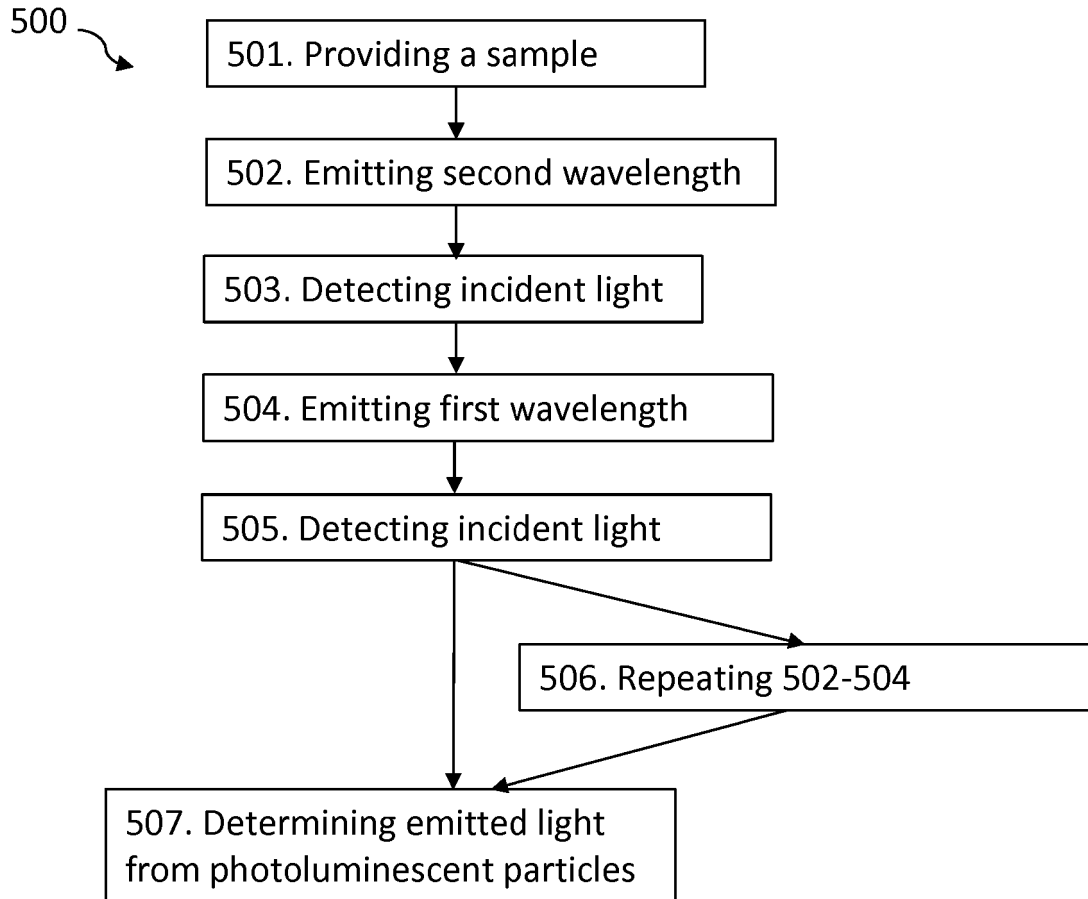 500
501. Providing a sample
502. Emitting second wavelength
503. Detecting incident light
504. Emitting first wavelength
505. Detecting incident light
506. Repeating 502-504
507. Determining emitted light
from photoluminescent particles